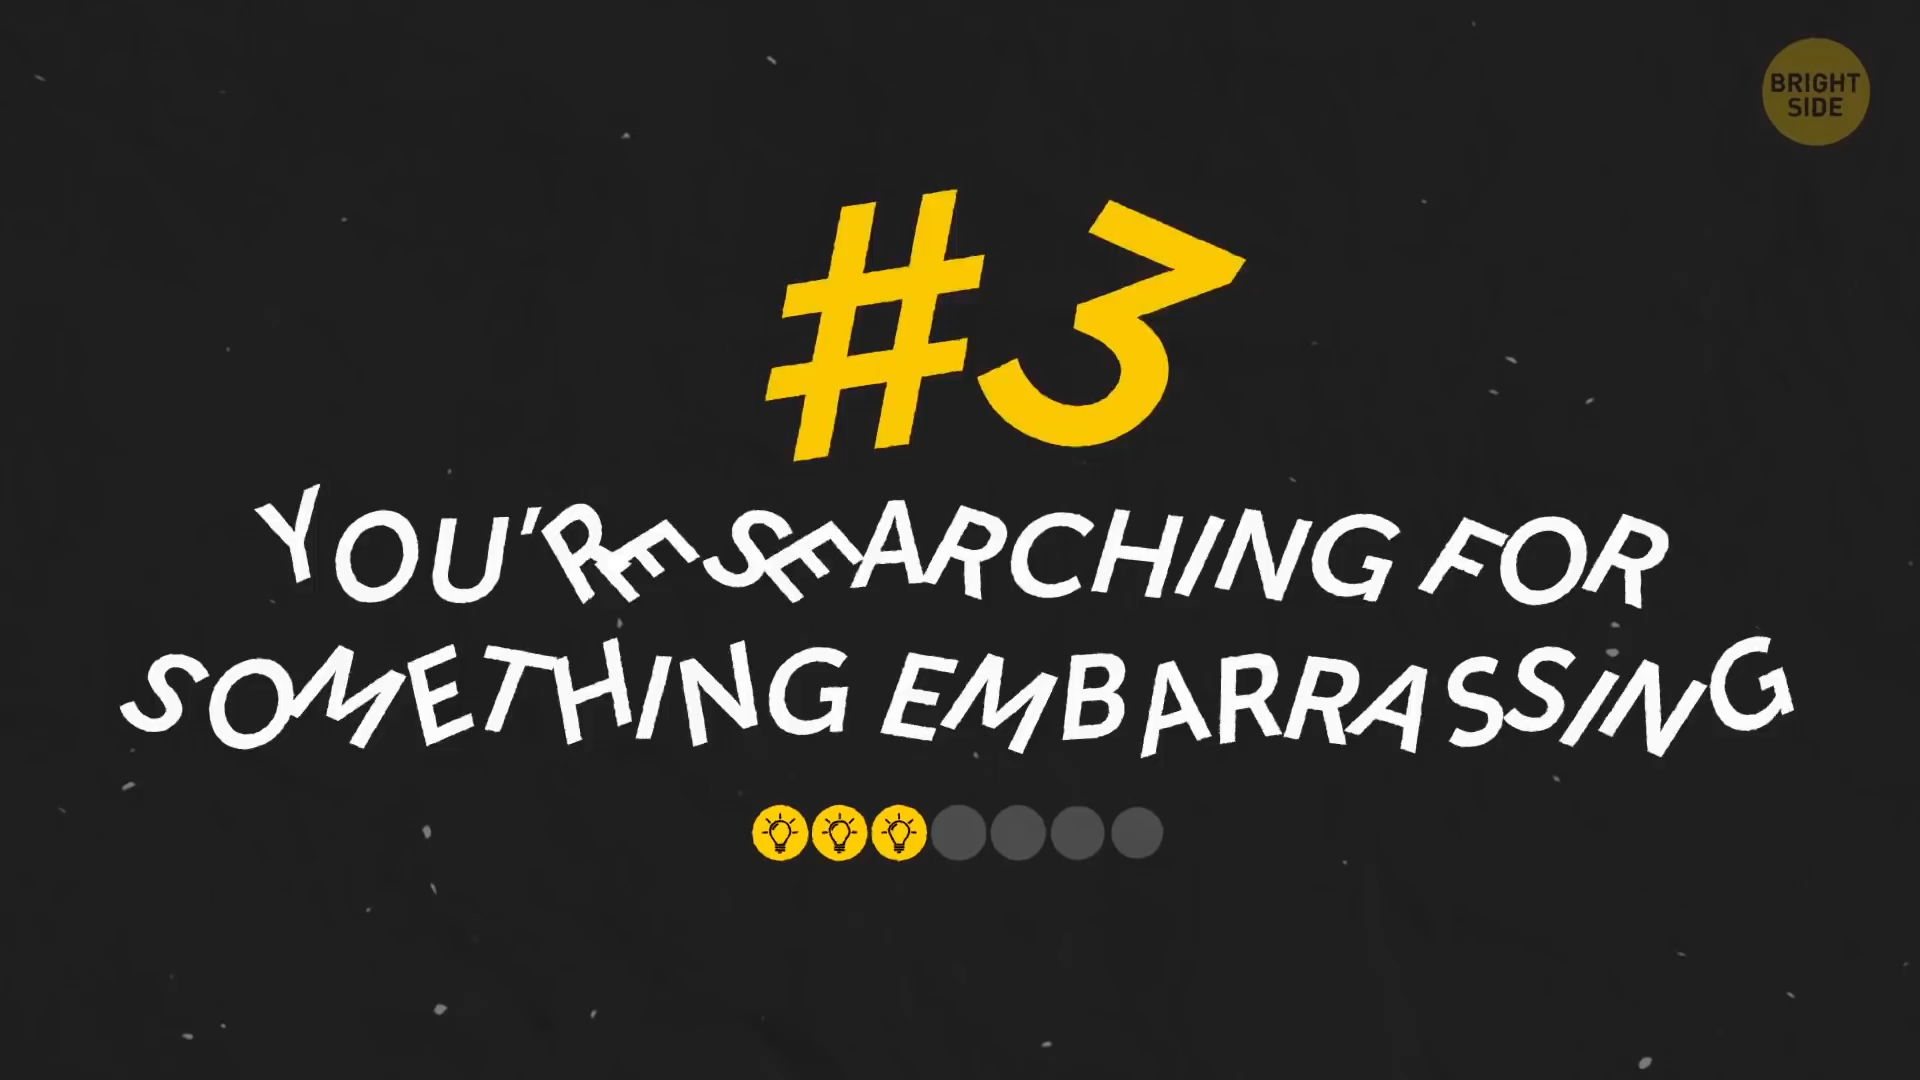 BRIGHT
SIDE
#3
YOU'RE SEARCHING FOR
SOMETHING EMBARRASSING